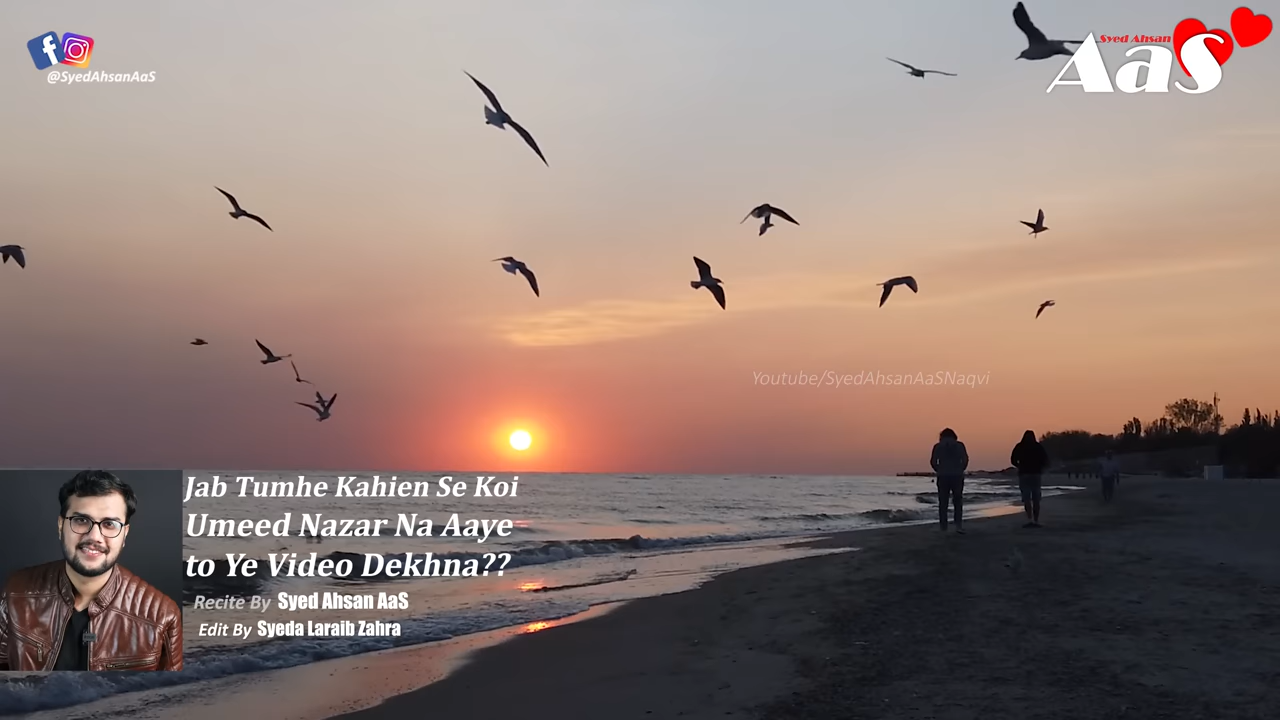 @SyedAhsanAaS
Syed Ahsan
AaS
Youtube/SyedAhsanAaSNaqvi
Jab Tumhe Kahien Se Koi
Umeed Nazar Na Aaye
to Ye Video Dekhna??
Recite By Syed Ahsan AaS
Edit By Syeda Laraib Zahra